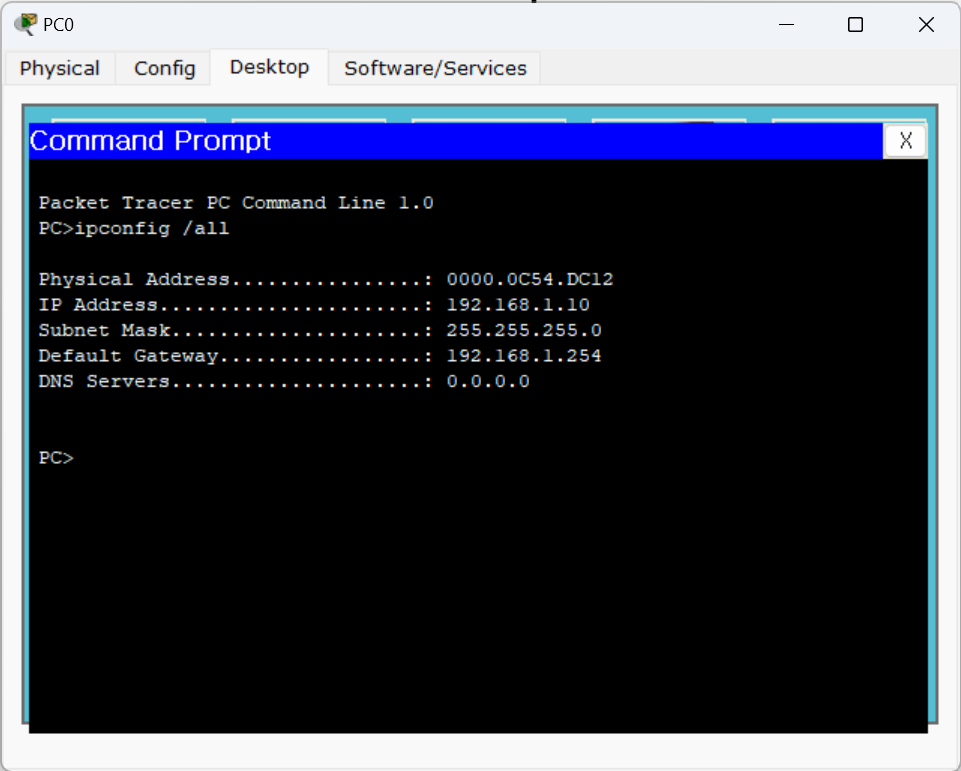 PC0
Physical Config Desktop Software/Services
Command Prompt X
Packet Tracer PC Command Line 1.0
PC>ipconfig /all
Physical Address................: 0000.0C54.DC12
IP Address......................: 192.168.1.10
Subnet Mask.....................: 255.255.255.0
Default Gateway.................: 192.168.1.254
DNS Servers.....................: 0.0.0.0
PC>